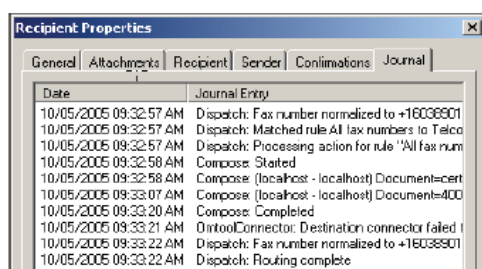 Recipient Properties
General Attachments Recipient Sender Confirmations Journal
Date Journal Entry
10/05/2005 09:32:57 AM Dispatch: Fax number normalized to +16038901
10/05/2005 09:32:57 AM Dispatch: Matched rule All fax numbers to Telco
10/05/2005 09:32:57 AM Dispatch: Processing action for rule "All fax num
10/05/2005 09:32:58 AM Compose: Started
10/05/2005 09:32:58 AM Compose: (localhost - localhost) Document=cert
10/05/2005 09:33:07 AM Compose: (localhost - localhost) Document=400
10/05/2005 09:33:20 AM Compose: Completed
10/05/2005 09:33:21 AM OmtoolConnector: Destination connector failed t
10/05/2005 09:33:22 AM Dispatch: Fax number normalized to +16038901
10/05/2005 09:33:22 AM Dispatch: Routing complete